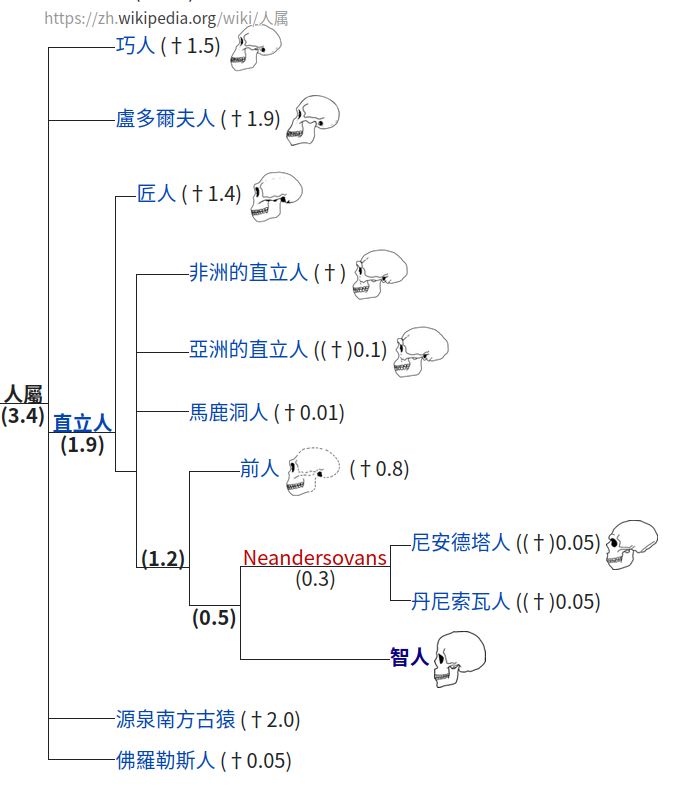 https://zh.wikipedia.org/wiki/人属
巧人 (†1.5)
盧多爾夫人 (†1.9)
匠人 (†1.4)
非洲的直立人 (†)
亞洲的直立人 ((†)0.1)
人屬
(3.4)
直立人
(1.9)
馬鹿洞人 (†0.01)
前人 (†0.8)
(1.2)
Neandersovans
(0.3)
尼安德塔人 ((†)0.05)
丹尼索瓦人 ((†)0.05)
(0.5)
智人
源泉南方古猿 (†2.0)
佛羅勒斯人 (†0.05)